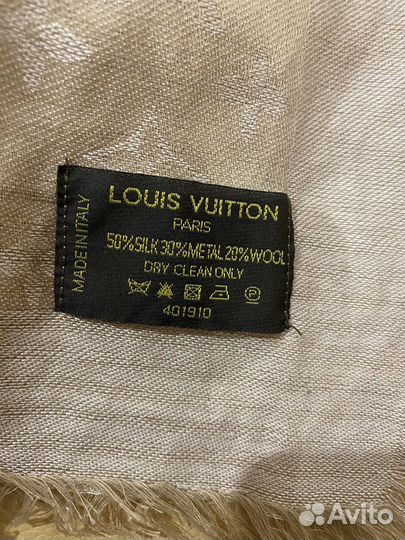 LOUIS VUITTON
PARIS
50%SILK 30%METAL 20%WOOL
DRY CLEAN ONLY
P
401910
MADE IN ITALY
Avito